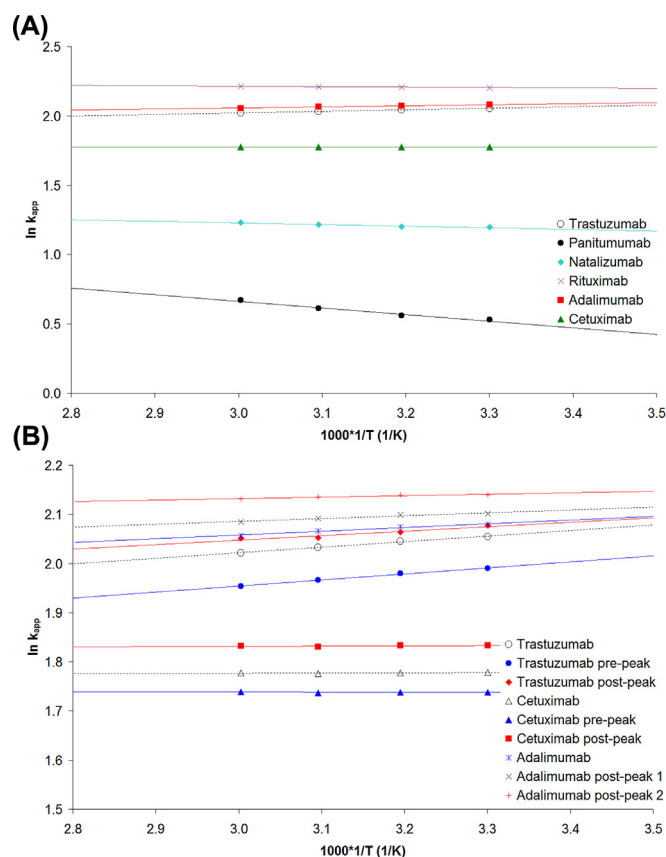 (A)
2.5
2.0
1.5
1.0
0.5
0.0
ln kapp
Trastuzumab
Panitumumab
Natalizumab
Rituximab
Adalimumab
Cetuximab
2.8 2.9 3.0 3.1 3.2 3.3 3.4 3.5
1000*1/T (1/K)
(B)
2.2
2.1
2.0
1.9
1.8
1.7
1.6
1.5
ln kapp
Trastuzumab
Trastuzumab pre-peak
Trastuzumab post-peak
Cetuximab
Cetuximab pre-peak
Cetuximab post-peak
Adalimumab
Adalimumab post-peak 1
Adalimumab post-peak 2
2.8 2.9 3.0 3.1 3.2 3.3 3.4 3.5
1000*1/T (1/K)